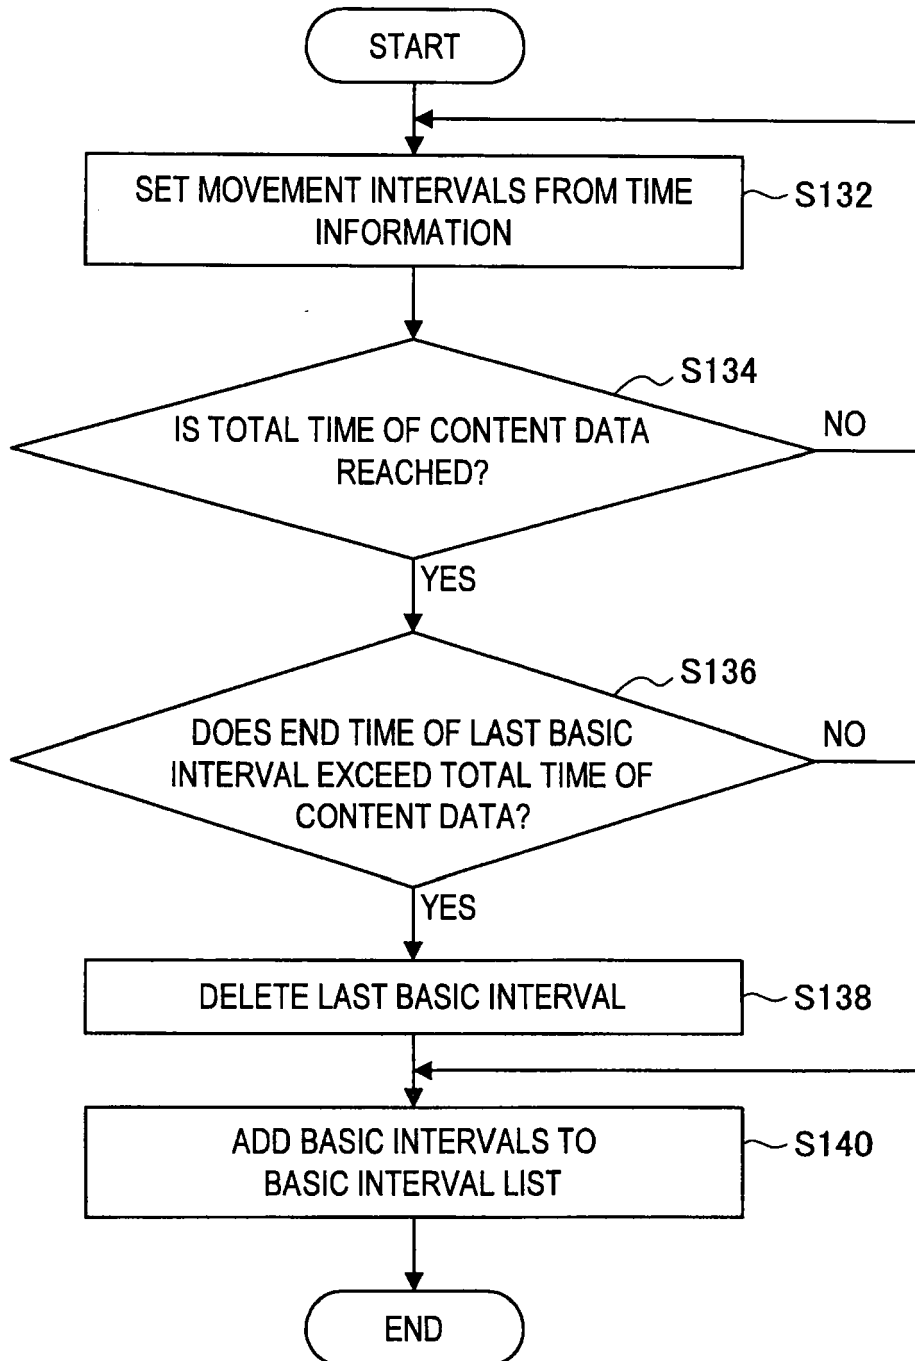 START
SET MOVEMENT INTERVALS FROM TIME
INFORMATION
S132
S134
IS TOTAL TIME OF CONTENT DATA
REACHED?
NO
YES
S136
DOES END TIME OF LAST BASIC
INTERVAL EXCEED TOTAL TIME OF
CONTENT DATA?
NO
YES
DELETE LAST BASIC INTERVAL
S138
ADD BASIC INTERVALS TO
BASIC INTERVAL LIST
S140
END